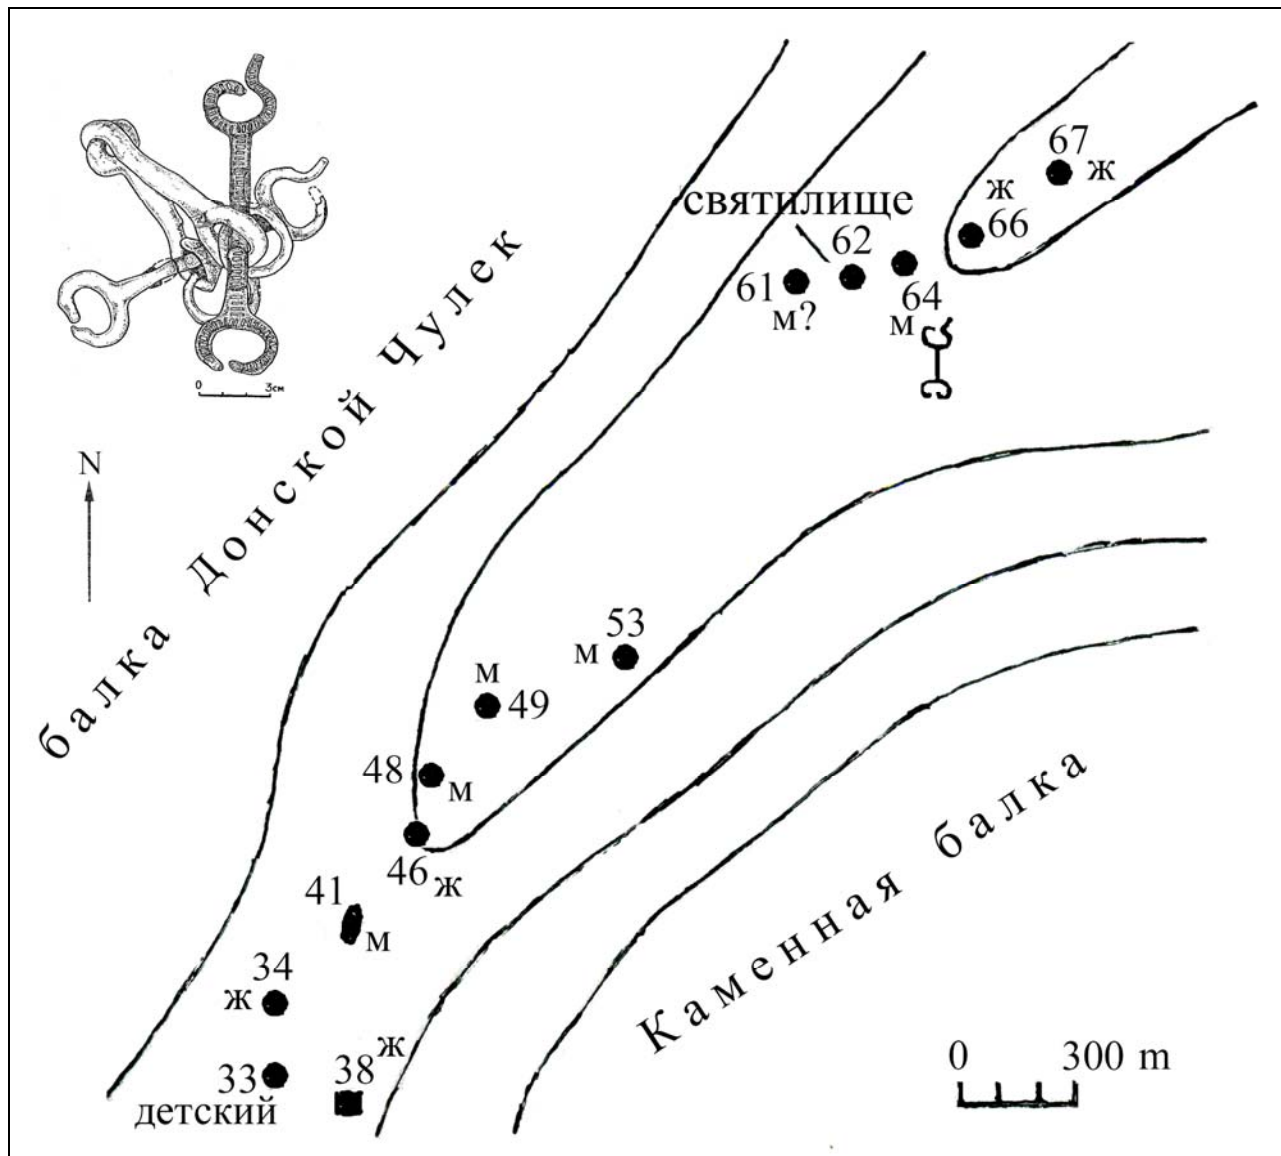 0 3см
N
балка Донской Чулек
святилище
61
м?
62
64
м
67
ж
ж
66
53
м
м
49
48
м
46
ж
41
м
34
ж
33
детский
38
ж
Каменная балка
0 300 m